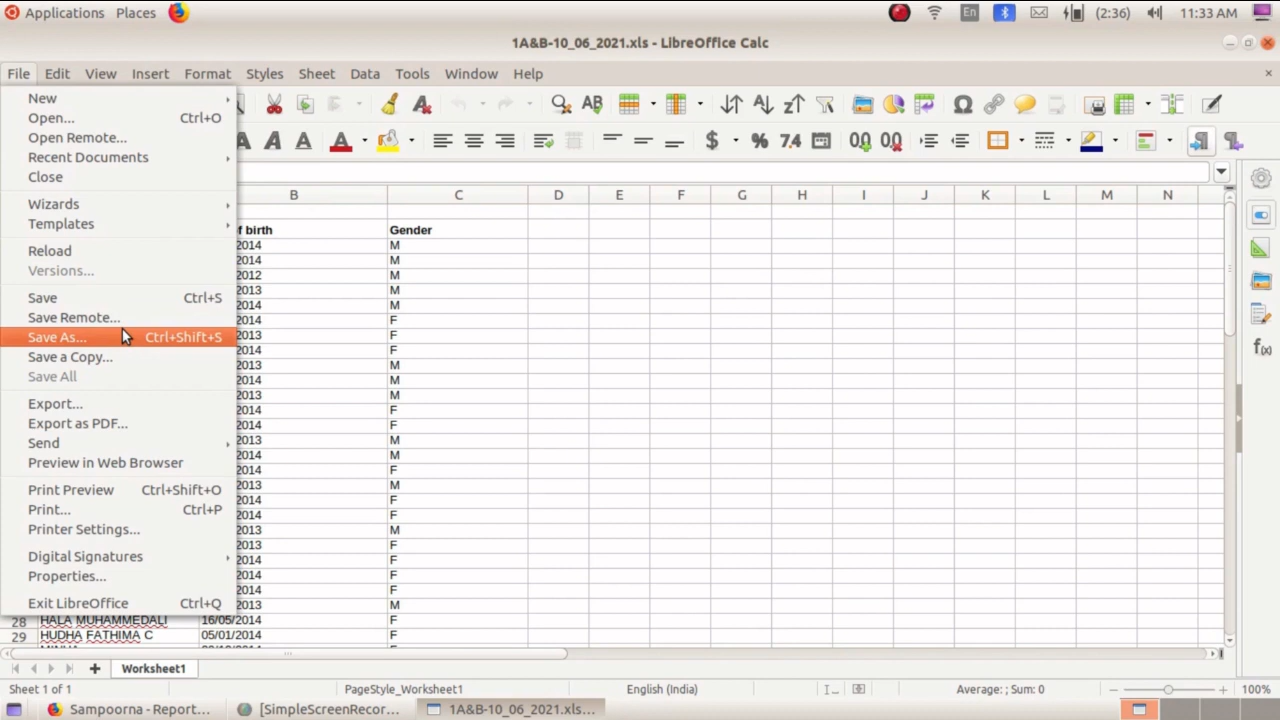 Applications Places En (2:36) 11:33 AM
1A&B-10_06_2021.xls - LibreOffice Calc
File Edit View Insert Format Styles Sheet Data Tools Window Help
New
Open... Ctrl+O
Open Remote...
Recent Documents
Close
Wizards
Templates
Reload
Versions...
Save Ctrl+S
Save Remote...
Save As... Ctrl+Shift+S
Save a Copy...
Save All
Export...
Export as PDF...
Send
Preview in Web Browser
Print Preview Ctrl+Shift+O
Print... Ctrl+P
Printer Settings...
Digital Signatures
Properties...
Exit LibreOffice Ctrl+Q
B C D E F G H I J K L M N
f birth Gender
2014 M
2014 M
2012 M
2013 M
2014 M
2014 F
2013 F
2014 F
2013 M
2014 M
2013 M
2014 F
2014 F
2013 M
2014 M
2014 F
2013 M
2014 F
2014 F
2013 M
2013 F
2014 F
2014 F
2014 F
2013 M
28 HALA MUHAMMEDALI 16/05/2014 F
29 HUDHA FATHIMA C 05/01/2014 F
Worksheet1
Sheet 1 of 1 PageStyle_Worksheet1 English (India) Average: ; Sum: 0 100%
Sampoorna - Report... [SimpleScreenRecor... 1A&B-10_06_2021.xls...